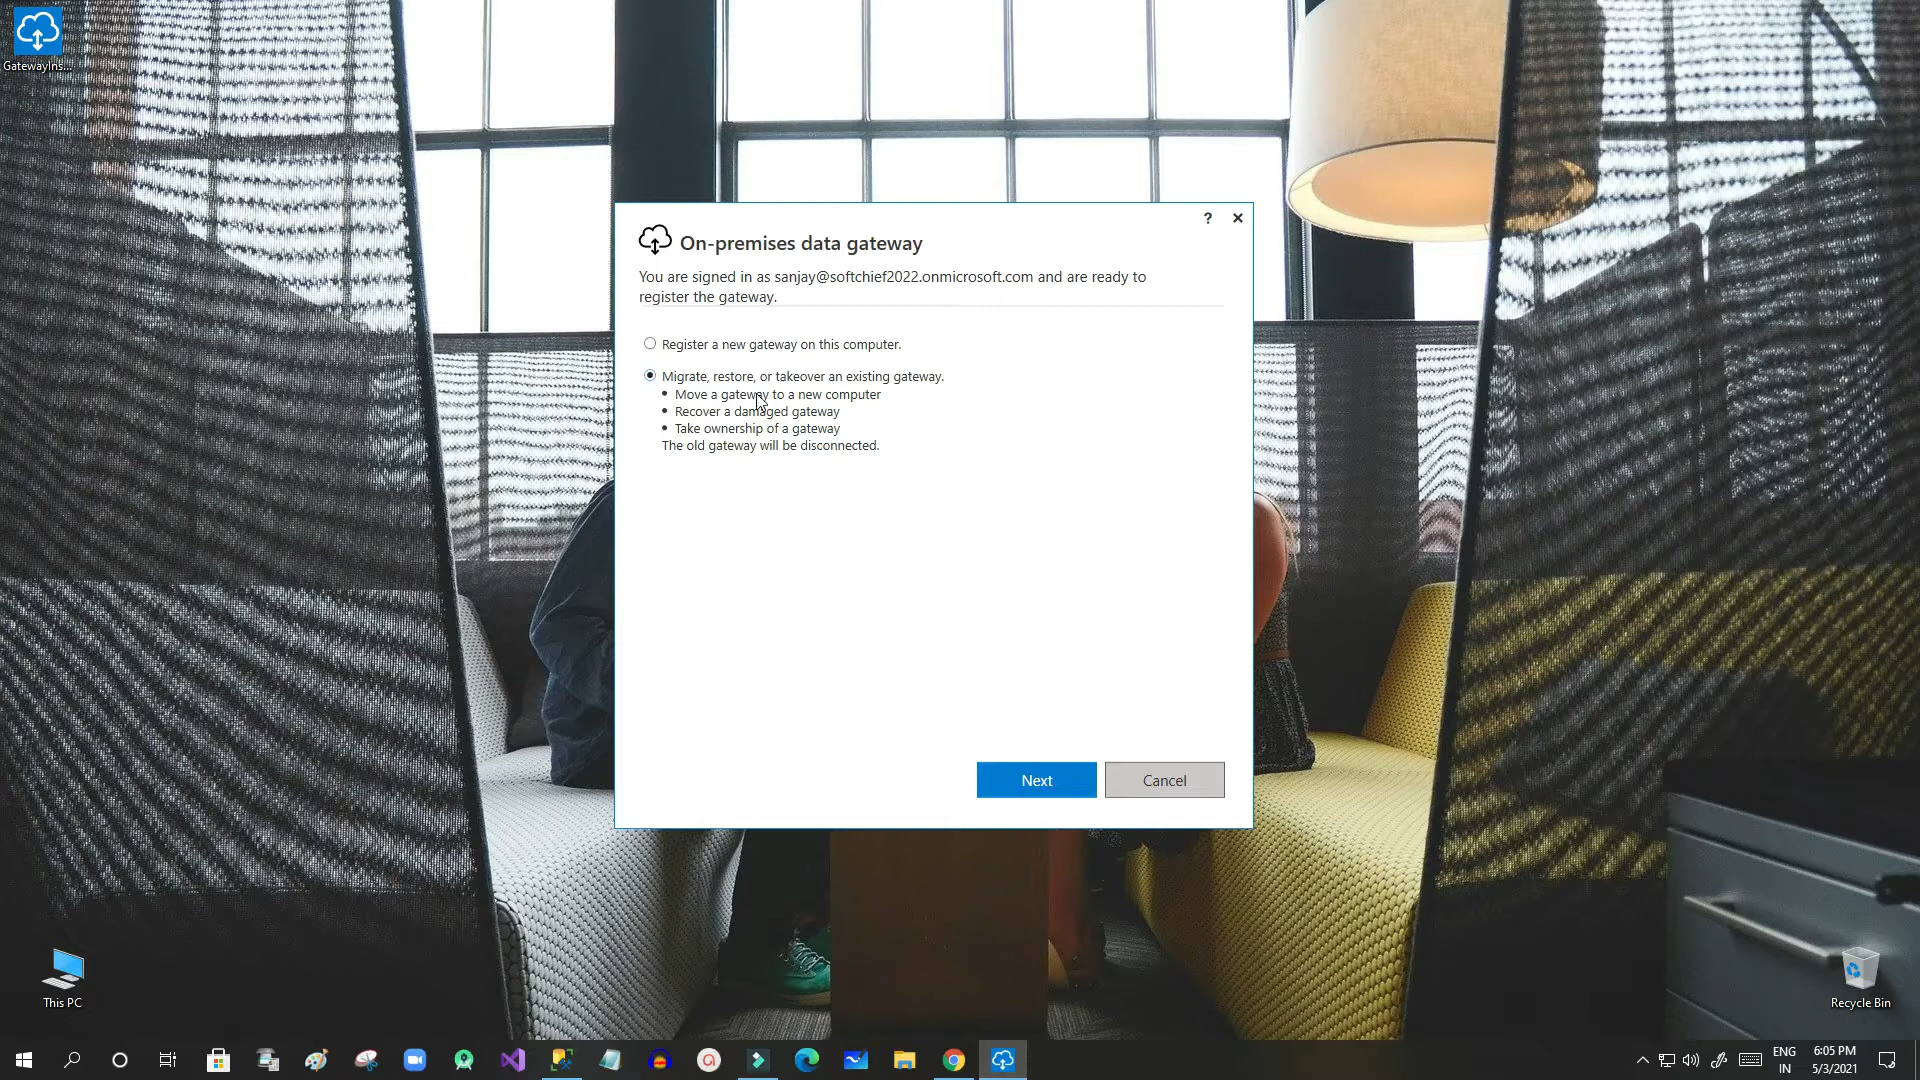 GatewayIns...
? ×
On-premises data gateway
You are signed in as sanjay@softchief2022.onmicrosoft.com and are ready to
register the gateway.
Register a new gateway on this computer.
Migrate, restore, or takeover an existing gateway.
• Move a gateway to a new computer
• Recover a damaged gateway
• Take ownership of a gateway
The old gateway will be disconnected.
Next
Cancel
This PC
Recycle Bin
ENG
IN
6:05 PM
5/3/2021